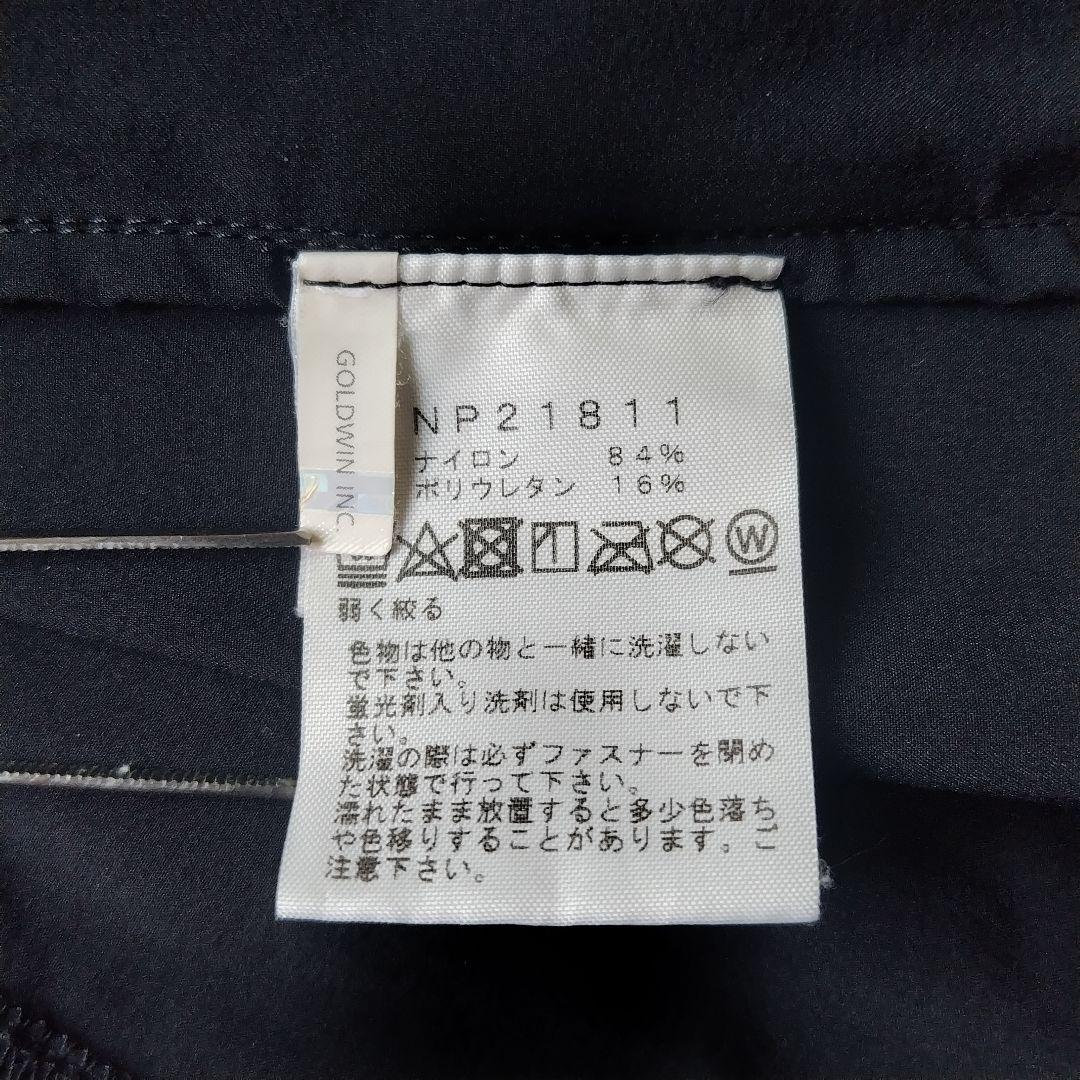 GOLDWIN INC.
NP21811
ナイロン 84%
ポリウレタン 16%
W
弱く絞る
色物は他の物と一緒に洗濯しない
で下さい。
蛍光剤入り洗剤は使用しないで下
さい。
洗濯の際は必ずファスナーを閉め
た状態で行って下さい。
濡れたまま放置すると多少色落ち
や色移りすることがあります。ご
注意下さい。